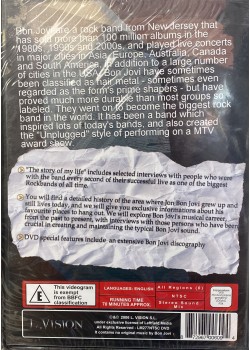 Bon Jovi are a rock band from New Jersey that
has sold more than 100 million albums in the
1980s, 1990s and 2000s, and played live concerts
in major cities in Asia, Europe, Australia, Canada
and South America, in addition to a large number
of cities in the USA. Bon Jovi have sometimes
been classified as hair metal - sometimes even
regarded as the form's prime shapers - but have
proved much more durable than most groups so
labeled. They went on to become the biggest rock
band in the world. It has been a band which
inspired lots of today's bands, and also created
the "Unplugged" style of performing on a MTV
award show.
"The story of my life" includes selected interviews with people who were
with the band every second of their successful live as one of the biggest
Rockbands of all time.
You will find a detailed history of the area where Jon Bon Jovi grew up and
still lives today, and we will give you exclusive informations about his
favourite places to hang out. We will explore Bon Jovi's musical career
from the past to the present, with interviews with those persons who have been
crucial in creating and maintaining the typical Bon Jovi sound.
DVD special features include: an extensive Bon Jovi discography
E
This videogram
is exempt
from BBFC
classification
LANGUAGES: ENGLISH
RUNNING TIME
78 MINUTES APPROX.
All Regions (0)
NTSC
Stereo Sound
VISION
under exclusive license of Leftfield Media